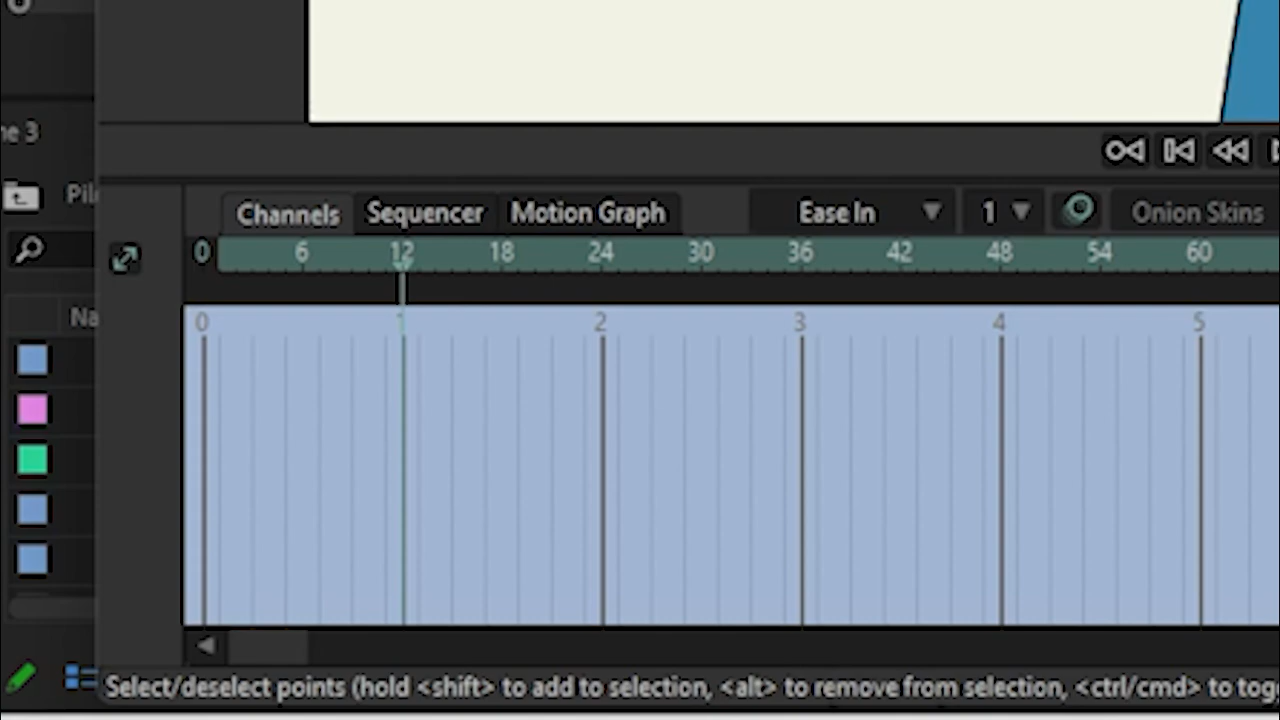 ne 3
Pil
Channels Sequencer Motion Graph Ease In 1 Onion Skins
0 6 12 18 24 30 36 42 48 54 60
Na
0 1 2 3 4 5
Select/deselect points (hold <shift> to add to selection, <alt> to remove from selection, <ctrl/cmd> to tog